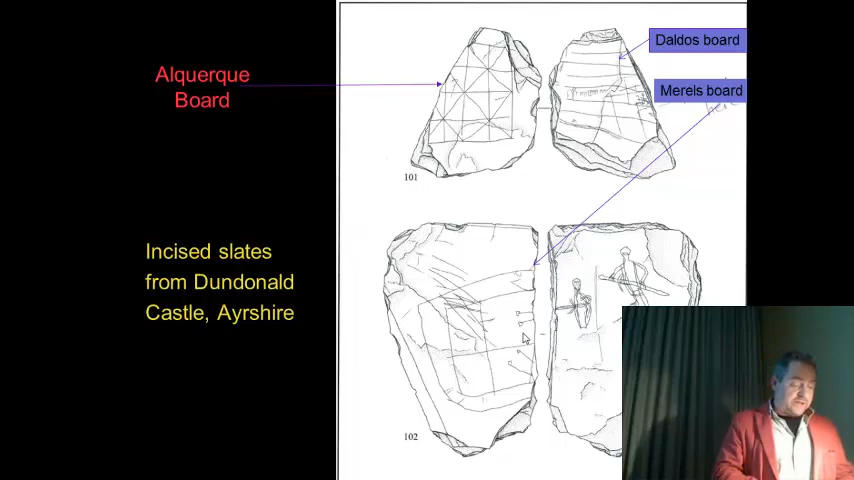 Alquerque
Board
Daldos board
Merels board
101
Incised slates
from Dundonald
Castle, Ayrshire
102